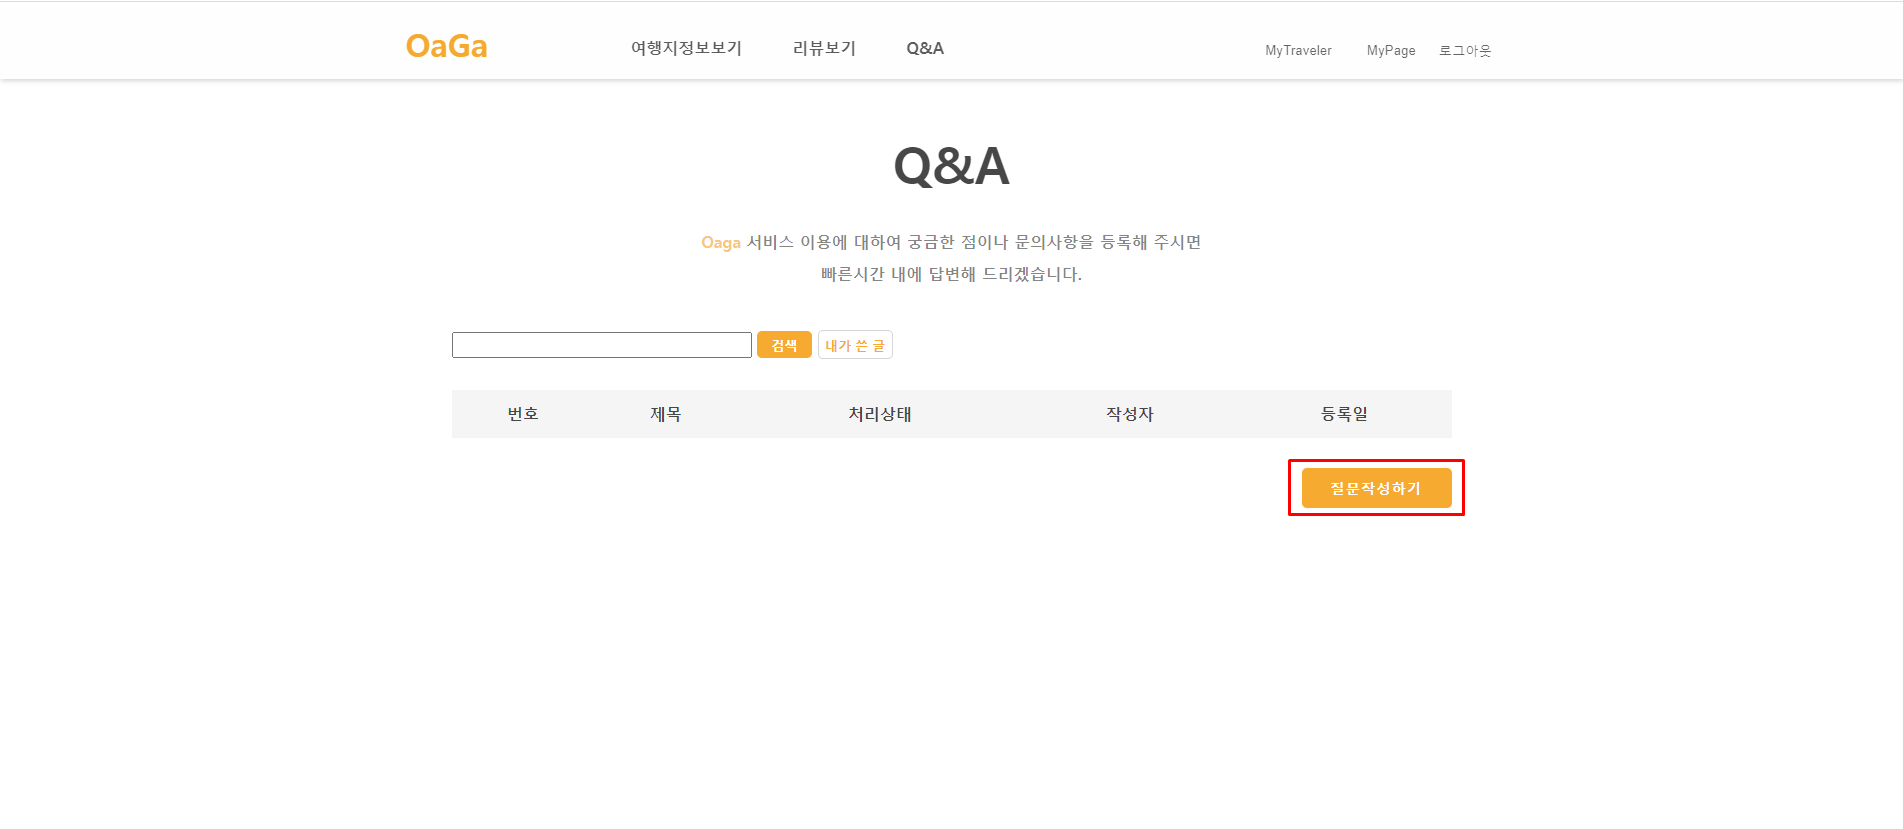 OaGa 여행지정보보기 리뷰보기 Q&A MyTraveler MyPage 로그아웃
Q&A
Oaga 서비스 이용에 대하여 궁금한 점이나 문의사항을 등록해 주시면
빠른시간 내에 답변해 드리겠습니다.
검색 내가 쓴 글
번호 제목 처리상태 작성자 등록일
질문작성하기